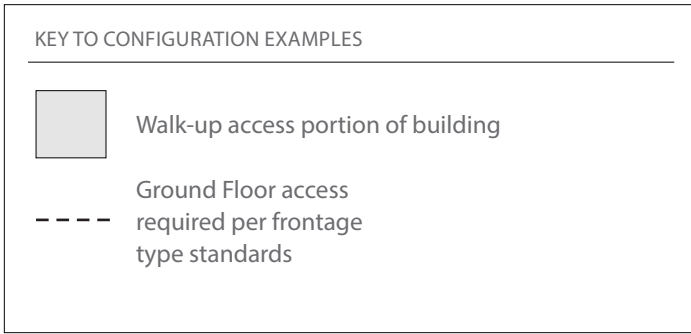 KEY TO CONFIGURATION EXAMPLES
Walk-up access portion of building
Ground Floor access
required per frontage
type standards